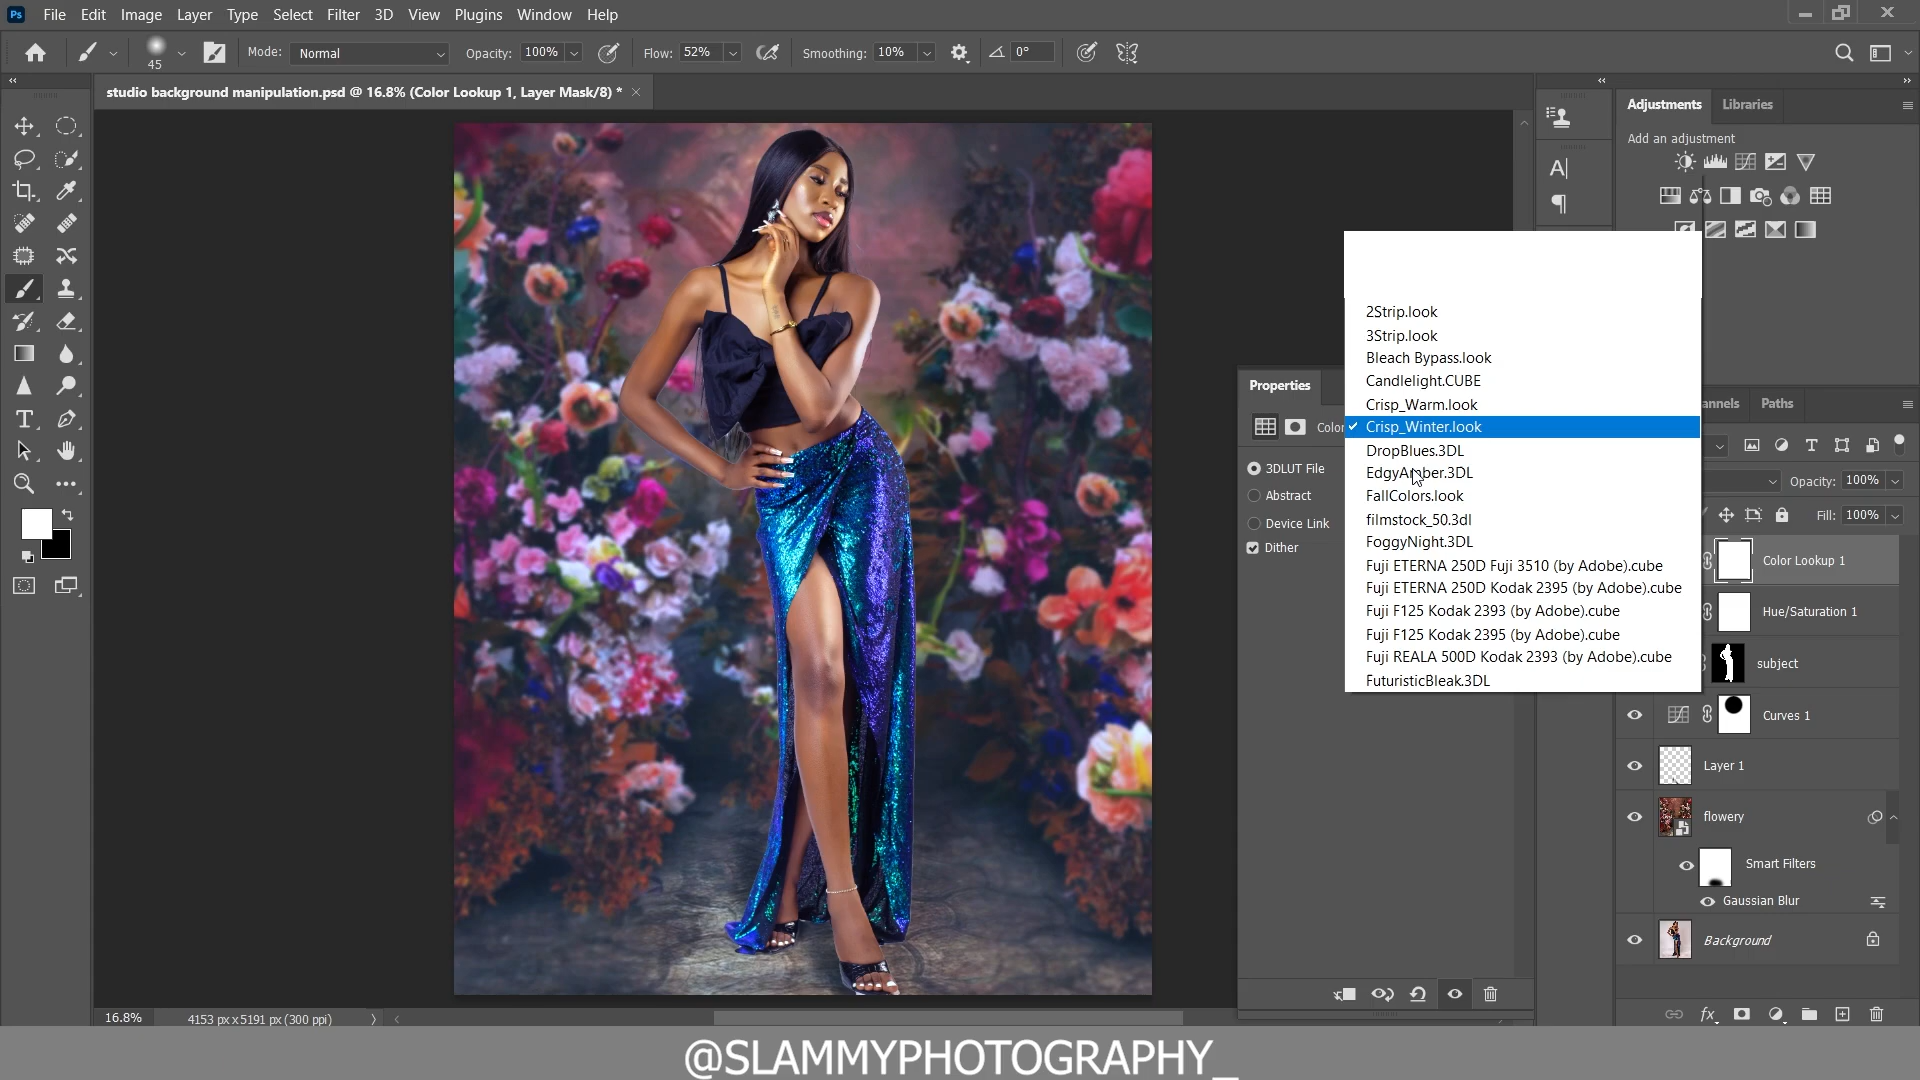 Ps File Edit Image Layer Type Select Filter 3D View Plugins Window Help
45 Mode: Normal Opacity: 100% Flow: 52% Smoothing: 10% 0°
studio background manipulation.psd @ 16.8% (Color Lookup 1, Layer Mask/8) *
Adjustments Libraries
Add an adjustment
2Strip.look
3Strip.look
Bleach Bypass.look
Candlelight.CUBE
Crisp_Warm.look
Crisp_Winter.look
DropBlues.3DL
EdgyAmber.3DL
FallColors.look
filmstock_50.3dl
FoggyNight.3DL
Fuji ETERNA 250D Fuji 3510 (by Adobe).cube
Fuji ETERNA 250D Kodak 2395 (by Adobe).cube
Fuji F125 Kodak 2393 (by Adobe).cube
Fuji F125 Kodak 2395 (by Adobe).cube
Fuji REALA 500D Kodak 2393 (by Adobe).cube
FuturisticBleak.3DL
Properties
Color
3DLUT File
Abstract
Device Link
Dither
annels Paths
Opacity: 100%
Fill: 100%
Color Lookup 1
Hue/Saturation 1
subject
Curves 1
Layer 1
flowery
Smart Filters
Gaussian Blur
Background
16.8% 4153 px x 5191 px (300 ppi)
@SLAMMYPHOTOGRAPHY_